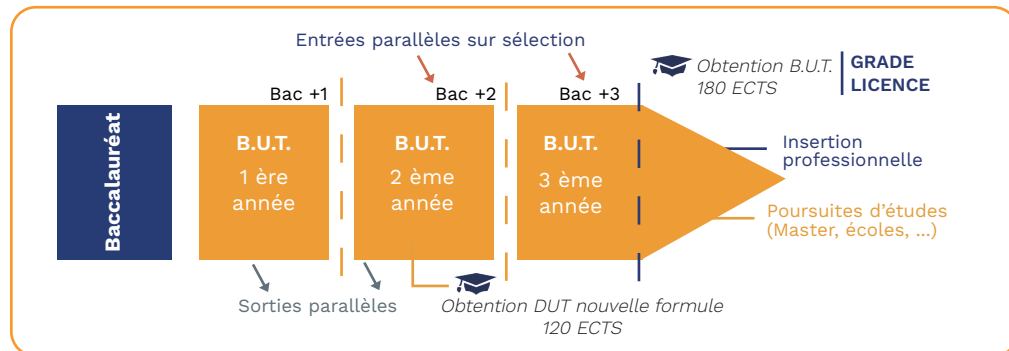 Entrées parallèles sur sélection
Obtention B.U.T.
180 ECTS
GRADE
LICENCE
Bac +1
Bac +2
Bac +3
Baccalauréat
B.U.T.
1 ère
année
B.U.T.
2 ème
année
B.U.T.
3 ème
année
Insertion
professionnelle
Poursuites d’études
(Master, écoles, ...)
Sorties parallèles
Obtention DUT nouvelle formule
120 ECTS